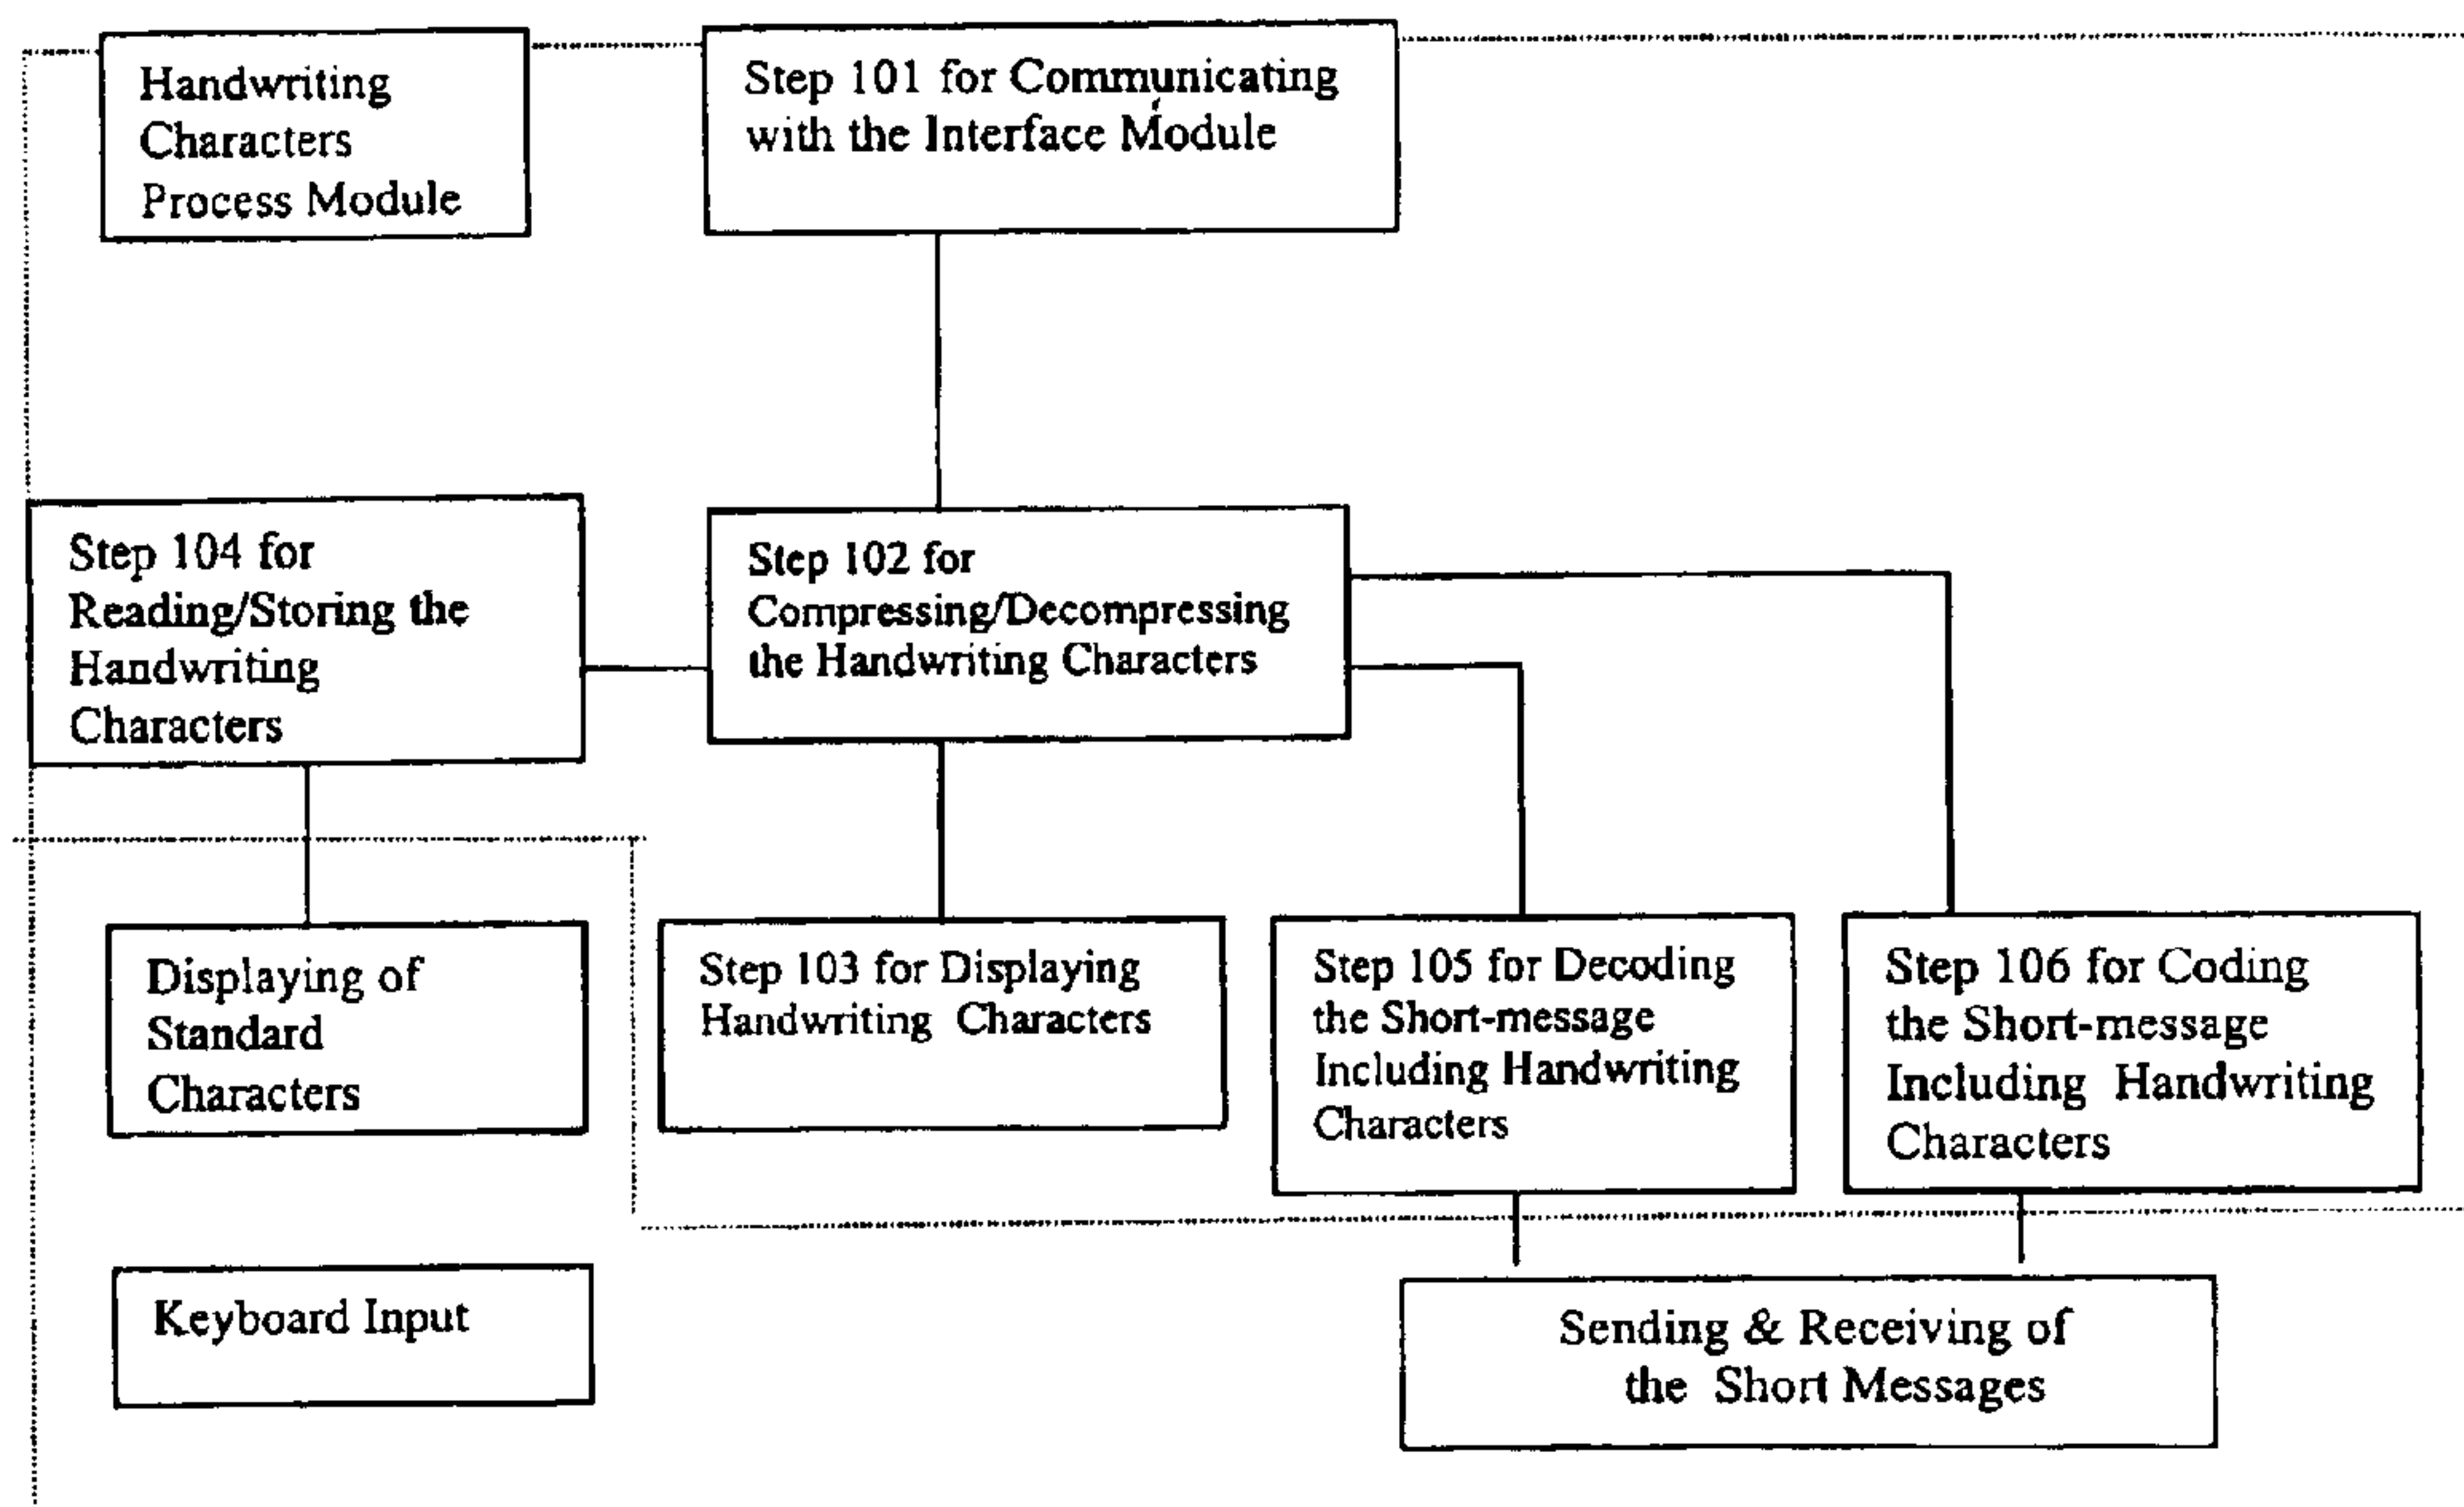 Handwriting
Characters
Process Module
Step 101 for Communicating
with the Interface Module
Step 104 for
Reading/Storing the
Handwriting
Characters
Step 102 for
Compressing/Decompressing
the Handwriting Characters
Displaying of
Standard
Characters
Step 103 for Displaying
Handwriting Characters
Step 105 for Decoding
the Short-message
Including Handwriting
Characters
Step 106 for Coding
the Short-message
Including Handwriting
Characters
Keyboard Input
Sending & Receiving of
the Short Messages